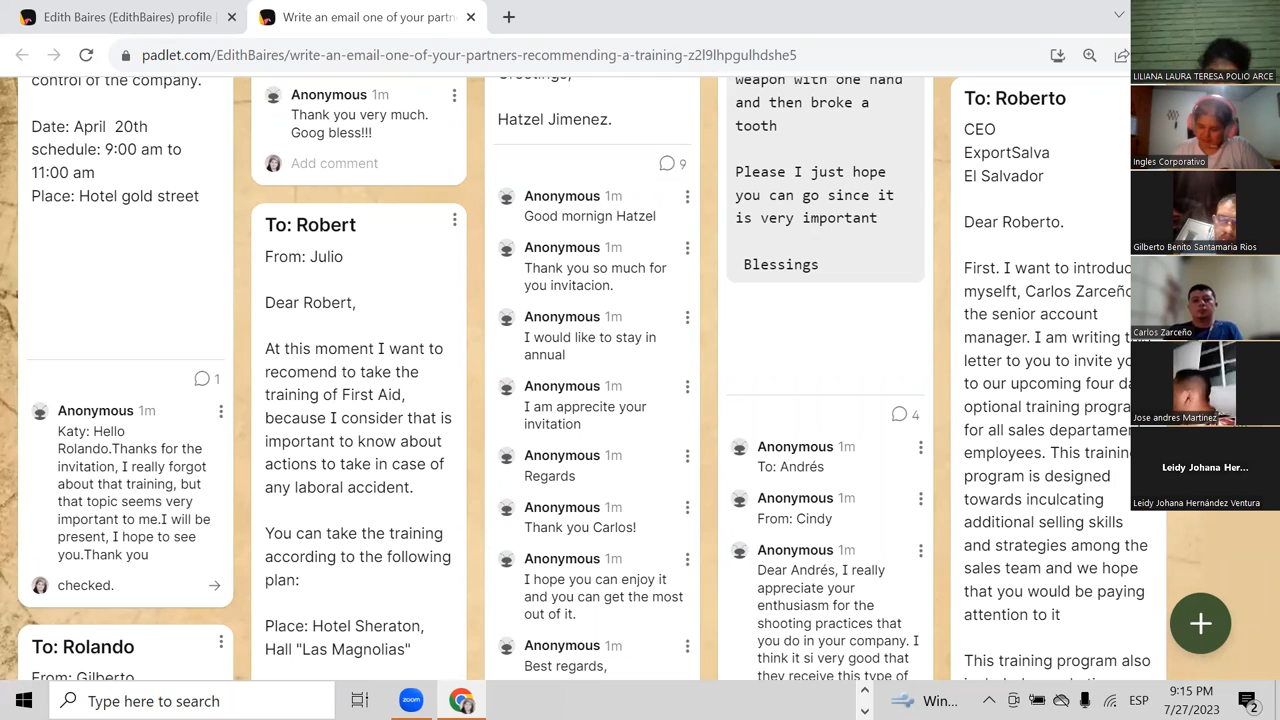 Edith Baires (EdithBaires) profile |
Write an email one of your partn
padlet.com/EdithBaires/write-an-email-one-of-your-partners-recommending-a-training-z2l9lhpgulhdshe5
control of the company.
Date: April 20th
schedule: 9:00 am to
11:00 am
Place: Hotel gold street
1
Anonymous 1m
Katy: Hello
Rolando.Thanks for the
invitation, I really forgot
about that training, but
that topic seems very
important to me.I will be
present, I hope to see
you.Thank you
checked.
To: Rolando
From: Gilberto
Anonymous 1m
Thank you very much.
Goog bless!!!
Add comment
To: Robert
From: Julio
Dear Robert,
At this moment I want to
recomend to take the
training of First Aid,
because I consider that is
important to know about
actions to take in case of
any laboral accident.
You can take the training
according to the following
plan:
Place: Hotel Sheraton,
Hall "Las Magnolias"
Greetings,
Hatzel Jimenez.
9
Anonymous 1m
Good mornign Hatzel
Anonymous 1m
Thank you so much for
you invitacion.
Anonymous 1m
I would like to stay in
annual
Anonymous 1m
I am apprecite your
invitation
Anonymous 1m
Regards
Anonymous 1m
Thank you Carlos!
Anonymous 1m
I hope you can enjoy it
and you can get the most
out of it.
Anonymous 1m
Best regards,
weapon with one hand
and then broke a
tooth
Please I just hope
you can go since it
is very important
Blessings
4
Anonymous 1m
To: Andrés
Anonymous 1m
From: Cindy
Anonymous 1m
Dear Andrés, I really
appreciate your
enthusiasm for the
shooting practices that
you do in your company. I
think it si very good that
they receive this type of
To: Roberto
CEO
ExportSalva
El Salvador
Dear Roberto.
First. I want to introduc
myselft, Carlos Zarceño
the senior account
manager. I am writing t
letter to you to invite yo
to our upcoming four da
optional training progra
for all sales departamen
employees. This trainin
program is designed
towards inculcating
additional selling skills
and strategies among the
sales team and we hope
that you would be paying
attention to it
This training program also
LILIANA LAURA TERESA POLIO ARCE
Ingles Corporativo
Gilberto Benito Santamaria Rios
Carlos Zarceño
Jose andres Martinez
Leidy Johana Her...
Leidy Johana Hernández Ventura
Type here to search
zoom
Win...
ESP
9:15 PM
7/27/2023
2